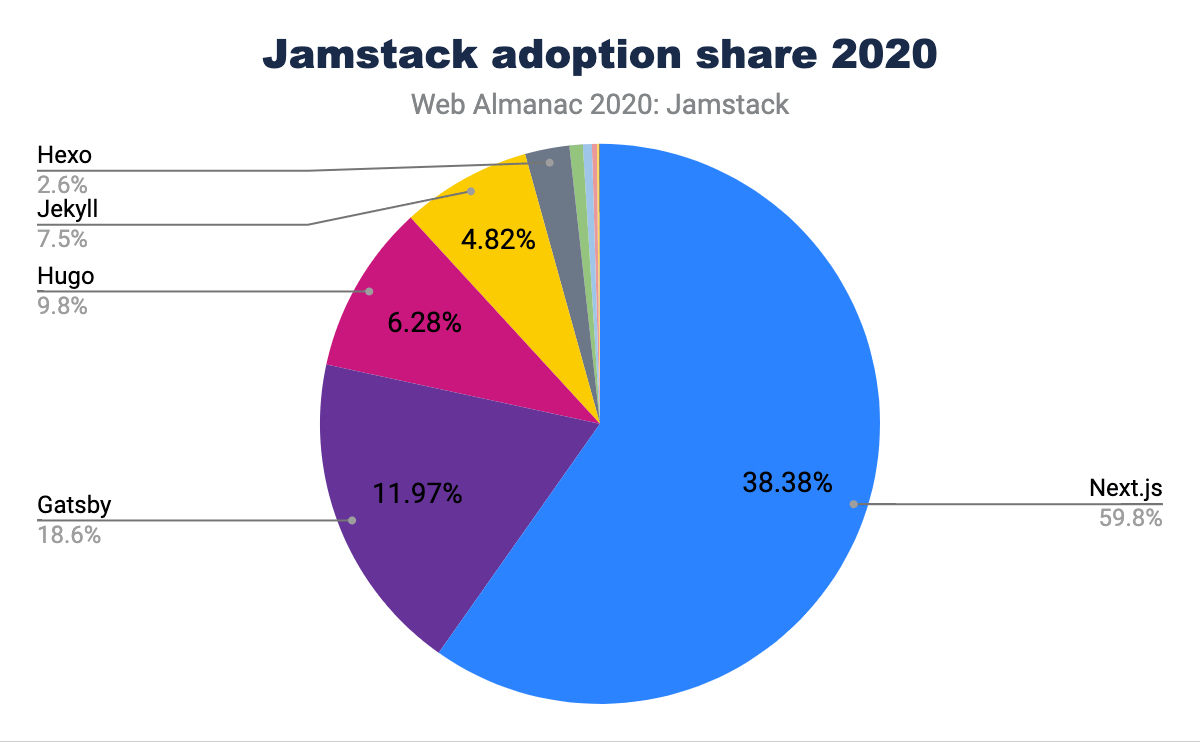 Jamstack adoption share 2020
Web Almanac 2020: Jamstack
Hexo
2.6%
Jekyll
7.5%
Hugo
9.8%
Gatsby
18.6%
4.82%
6.28%
11.97%
38.38%
Next.js
59.8%